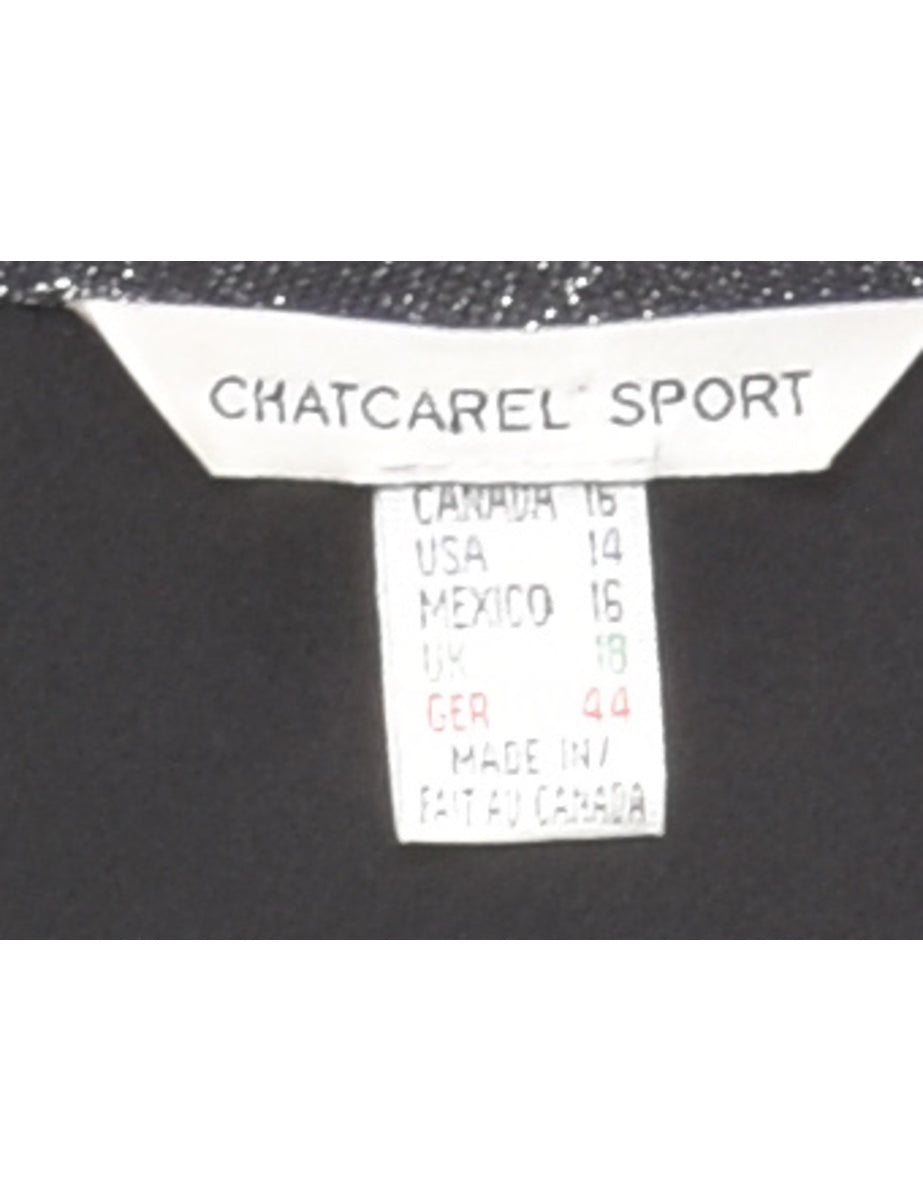 CHATCAREL SPORT
CANADA 16
USA 14
MEXICO 16
UK 18
GER 44
MADE IN/
FAIT AU CANADA